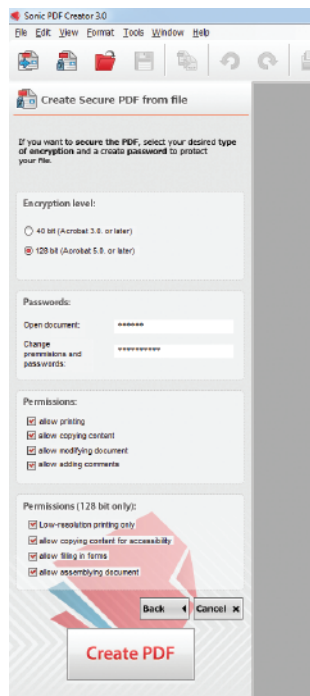 Sonic PDF Creator 3.0
File Edit View Format Tools Window Help
Create Secure PDF from file
If you want to secure the PDF, select your desired type
of encryption and a create password to protect
your file.
Encryption level:
40 bit (Acrobat 3.0. or later)
128 bit (Acrobat 5.0. or later)
Passwords:
Open document: ******
Change
premmisions and
passwords: **********
Permissions:
allow printing
allow copying content
allow modifying document
allow adding comments
Permissions (128 bit only):
Low-resolution printing only
allow copying content for accessibility
allow filling in forms
allow assemblying document
Back Cancel
Create PDF